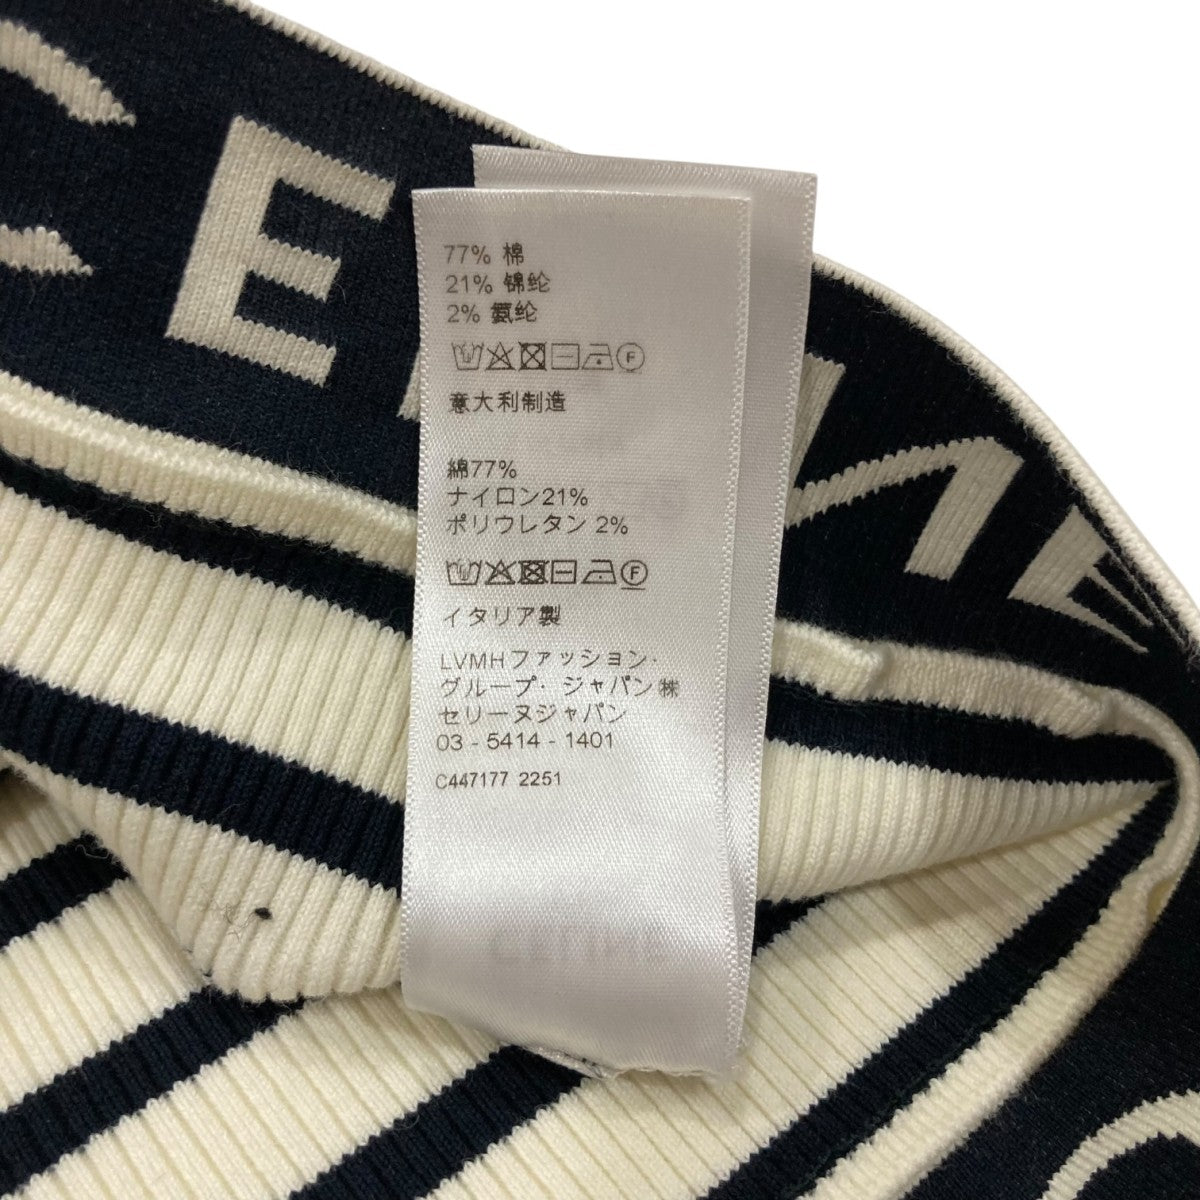 CE
77% 棉
21% 锦纶
2% 氨纶
F
意大利制造
綿77%
ナイロン21%
ポリウレタン 2%
F
イタリア製
LVMHファッション・
グループ・ジャパン㈱
セリーヌジャパン
03 - 5414 - 1401
C447177 2251